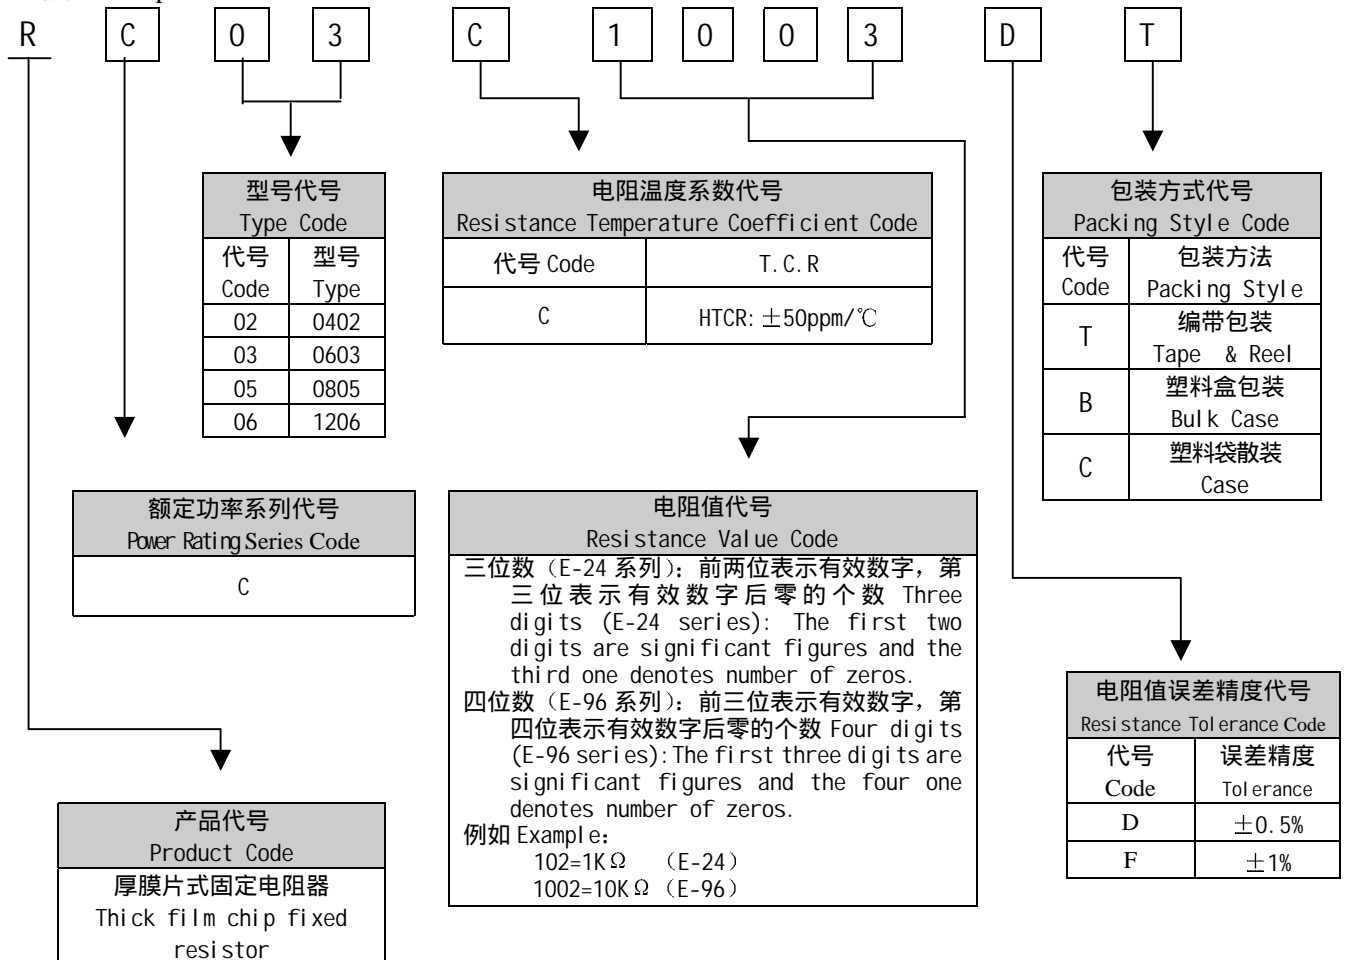 R C 0 3 C 1 0 0 3 D T
型号代号
Type Code
代号 型号
Code Type
02 0402
03 0603
05 0805
06 1206
电阻温度系数代号
Resistance Temperature Coefficient Code
代号 Code T.C.R
C HTCR: ±50ppm/℃
包装方式代号
Packing Style Code
代号 包装方法
Code Packing Style
T 编带包装
Tape & Reel
B 塑料盒包装
Bulk Case
C 塑料袋散装
Case
额定功率系列代号
Power Rating Series Code
C
电阻值代号
Resistance Value Code
三位数（E-24 系列）：前两位表示有效数字，第
三位表示有效数字后零的个数 Three
digits (E-24 series): The first two
digits are significant figures and the
third one denotes number of zeros.
四位数（E-96 系列）：前三位表示有效数字，第
四位表示有效数字后零的个数 Four digits
(E-96 series): The first three digits are
significant figures and the four one
denotes number of zeros.
例如 Example：
102=1KΩ （E-24）
1002=10KΩ （E-96）
电阻值误差精度代号
Resistance Tolerance Code
代号 误差精度
Code Tolerance
D ±0.5%
F ±1%
产品代号
Product Code
厚膜片式固定电阻器
Thick film chip fixed
resistor